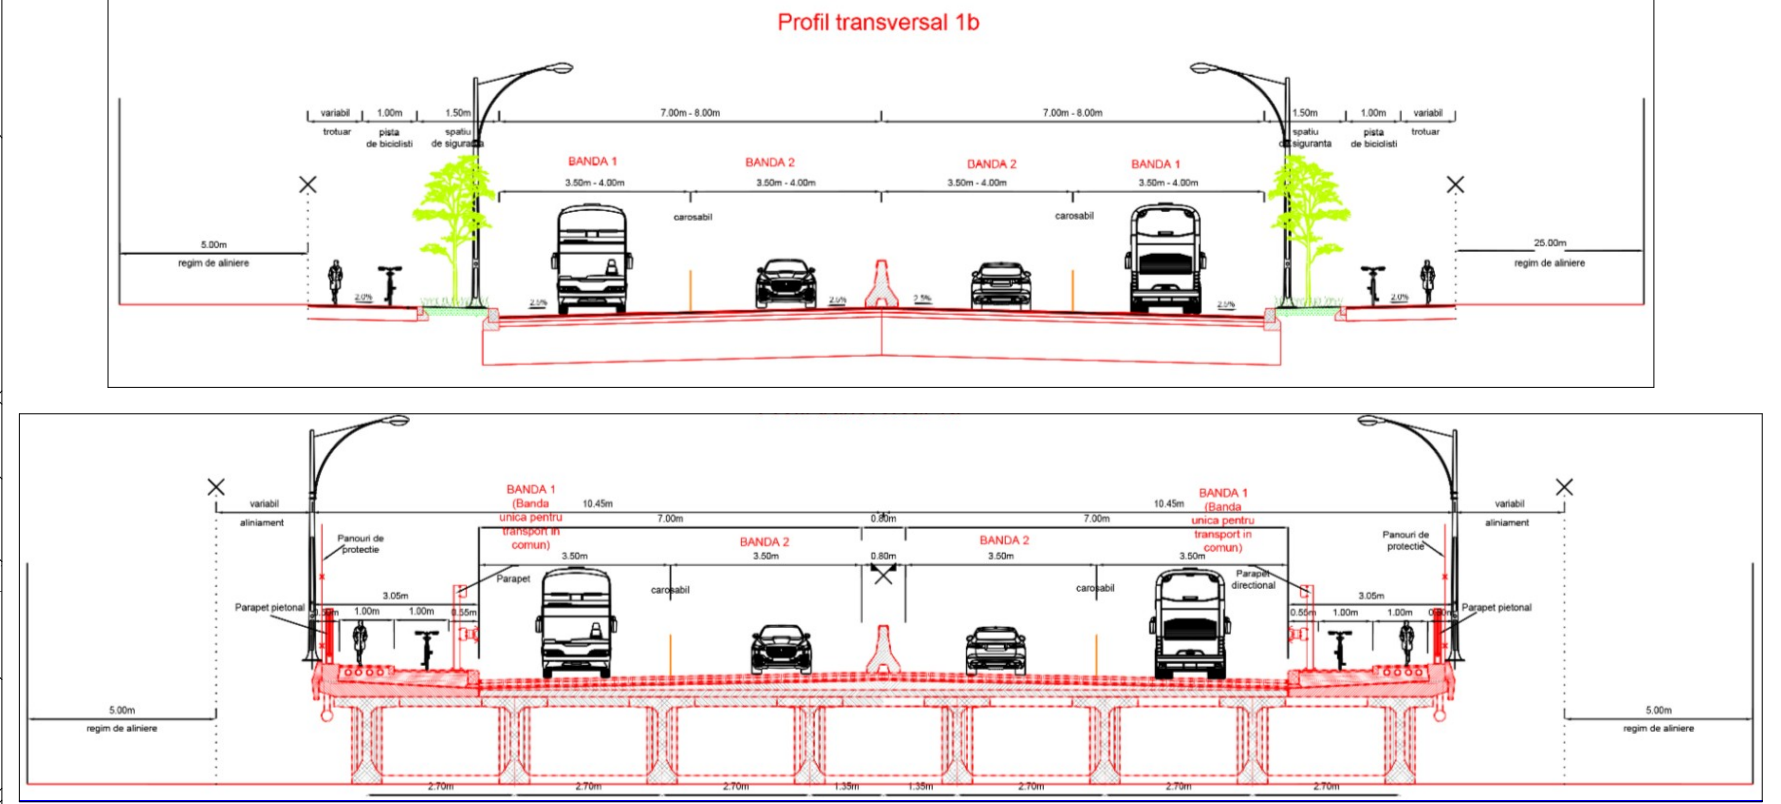 Profil transversal 1b
variabil 1.00m 1.50m 7.00m - 8.00m 7.00m - 8.00m 1.50m 1.00m variabil
trotuar pista spatiu spatiu pista trotuar
de biciclisti de siguranta de siguranta de biciclisti
BANDA 1 BANDA 2 BANDA 2 BANDA 1
3.50m - 4.00m 3.50m - 4.00m 3.50m - 4.00m 3.50m - 4.00m
carosabil carosabil
5.00m 25.00m
regim de aliniere regim de aliniere
2.0% 2.5% 2.5% 2.5% 2.5% 2.0%
BANDA 1 BANDA 1
variabil (Banda 10.45m 10.45m (Banda variabil
aliniament unica pentru 7.00m 0.80m 7.00m unica pentru aliniament
transport in transport in
Panouri de comun) BANDA 2 BANDA 2 comun) Panouri de
protectie protectie
3.50m 3.50m 0.80m 3.50m 3.50m
Parapet carosabil carosabil Parapet
directional
3.05m 3.05m
Parapet pietonal 1.00m 1.00m 0.55m 0.55m 1.00m 1.00m Parapet pietonal
5.00m 5.00m
regim de aliniere regim de aliniere
2.70m 2.70m 2.70m 1.35m 1.35m 2.70m 2.70m 2.70m